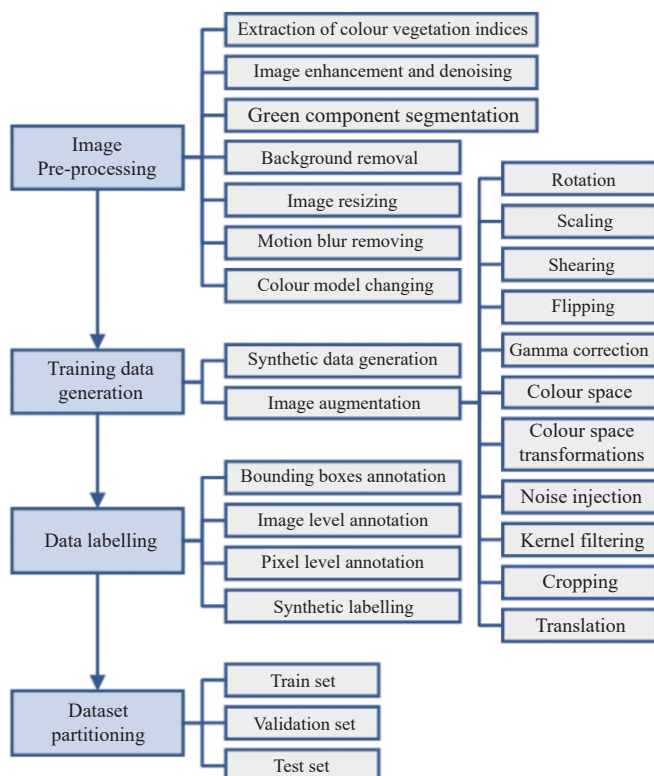 Extraction of colour vegetation indices
Image enhancement and denoising
Green component segmentation
Image
Pre-processing
Background removal
Image resizing
Motion blur removing
Colour model changing
Training data
generation
Synthetic data generation
Image augmentation
Rotation
Scaling
Shearing
Flipping
Gamma correction
Colour space
Colour space
transformations
Noise injection
Kernel filtering
Cropping
Translation
Data labelling
Bounding boxes annotation
Image level annotation
Pixel level annotation
Synthetic labelling
Dataset
partitioning
Train set
Validation set
Test set